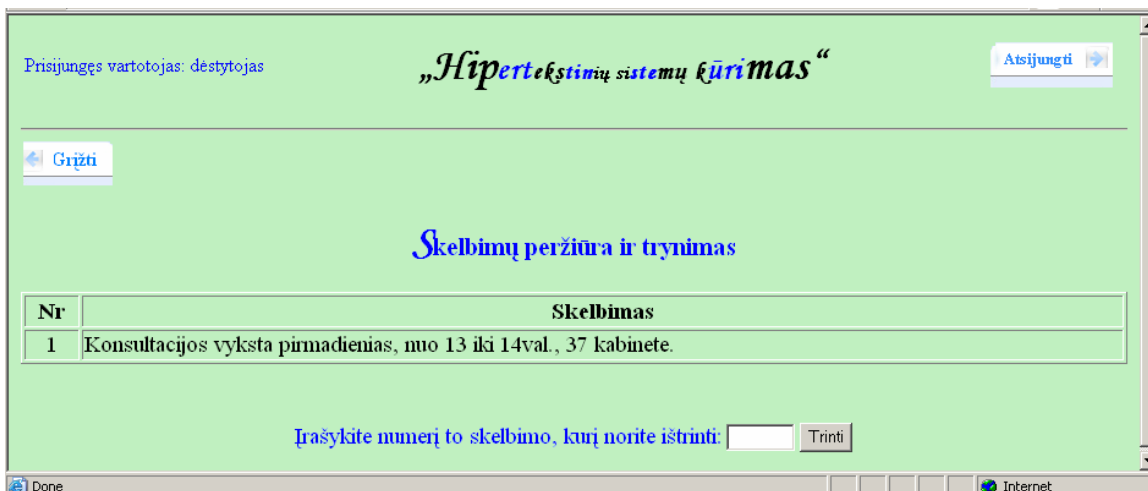 Prisijungęs vartotojas: dėstytojas
„Hipertekstinių sistemų kūrimas“
Atsijungti
Grįžti
Skelbimų peržiūra ir trynimas
Nr Skelbimas
1 Konsultacijos vyksta pirmadienias, nuo 13 iki 14val., 37 kabinete.
Įrašykite numerį to skelbimo, kurį norite ištrinti: Trinti
Done Internet